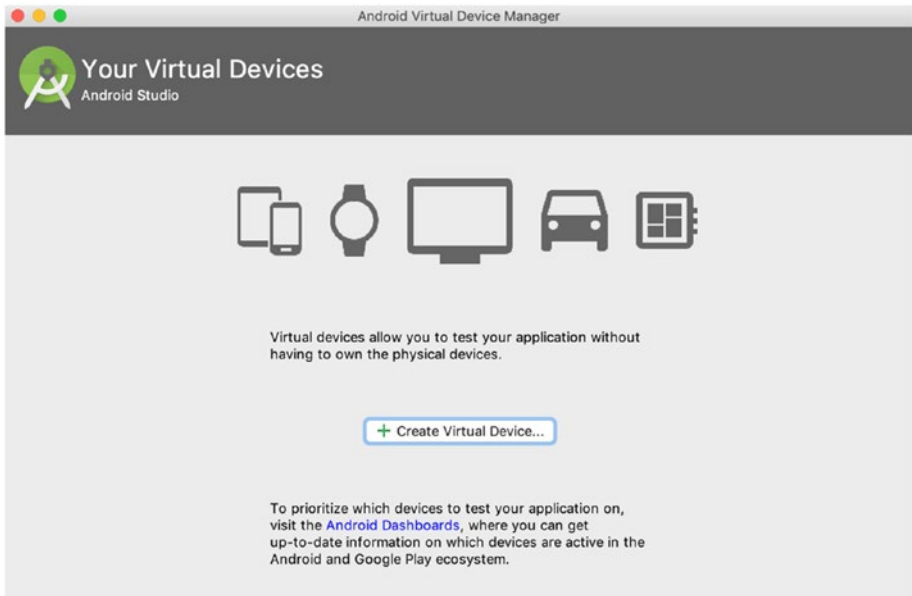 Android Virtual Device Manager
Your Virtual Devices
Android Studio
Virtual devices allow you to test your application without
having to own the physical devices.
+ Create Virtual Device...
To prioritize which devices to test your application on,
visit the Android Dashboards, where you can get
up-to-date information on which devices are active in the
Android and Google Play ecosystem.